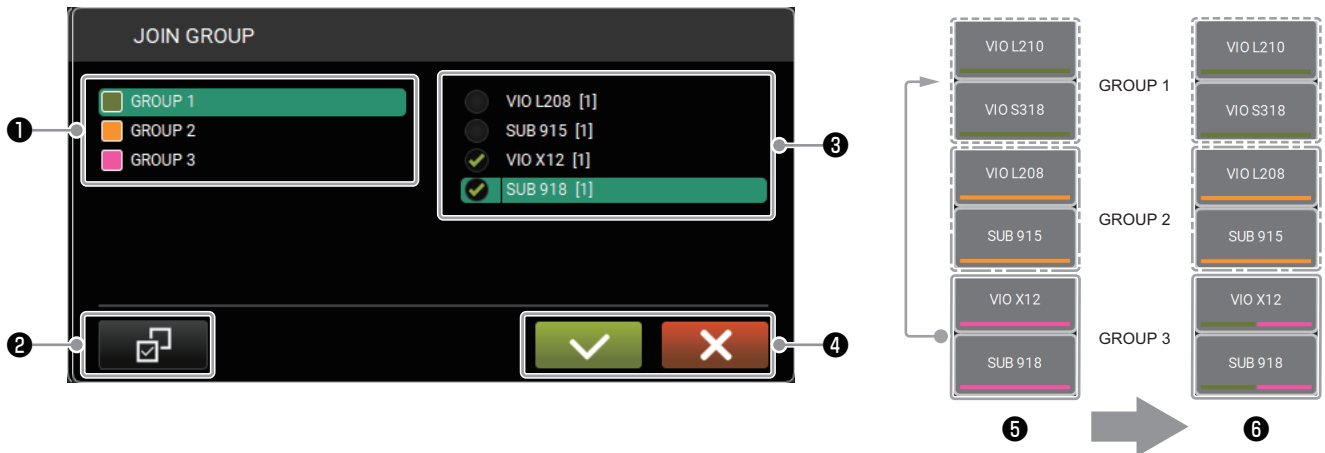 JOIN GROUP
GROUP 1
GROUP 2
GROUP 3
VIO L208 [1]
SUB 915 [1]
VIO X12 [1]
SUB 918 [1]
❶
❷
❸
❹
VIO L210
VIO S318
VIO L208
SUB 915
VIO X12
SUB 918
GROUP 1
GROUP 2
GROUP 3
VIO L210
VIO S318
VIO L208
SUB 915
VIO X12
SUB 918
❺
❻